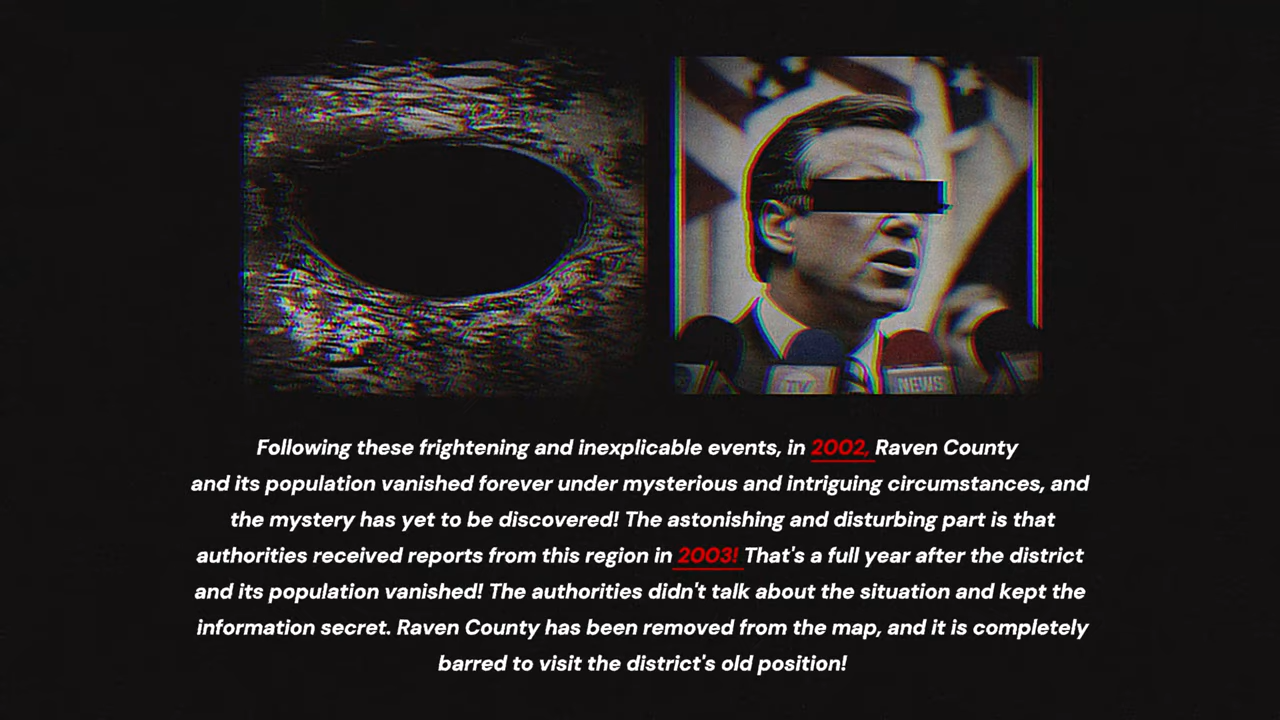 TV
NEWS
Following these frightening and inexplicable events, in 2002, Raven County
and its population vanished forever under mysterious and intriguing circumstances, and
the mystery has yet to be discovered! The astonishing and disturbing part is that
authorities received reports from this region in 2003! That's a full year after the district
and its population vanished! The authorities didn't talk about the situation and kept the
information secret. Raven County has been removed from the map, and it is completely
barred to visit the district's old position!